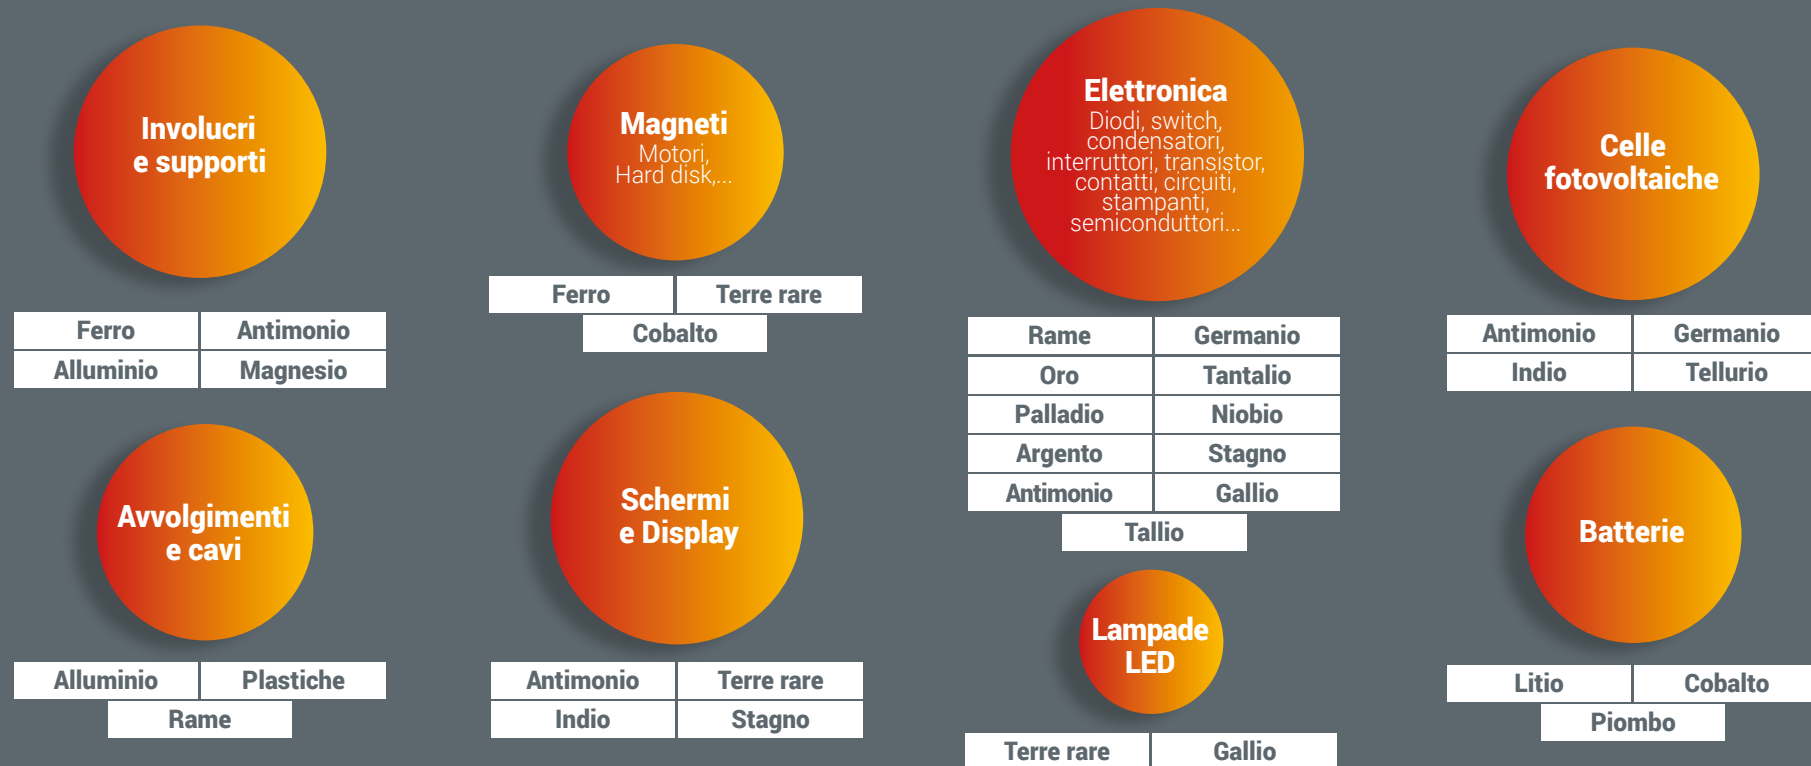 Involucri
e supporti
Ferro Antimonio
Alluminio Magnesio
Avvolgimenti
e cavi
Alluminio Plastiche
Rame
Magneti
Motori,
Hard disk,...
Ferro Terre rare
Cobalto
Schermi
e Display
Antimonio Terre rare
Indio Stagno
Elettronica
Diodi, switch,
condensatori,
interruttori, transistor,
contatti, circuiti,
stampanti,
semiconduttori...
Rame Germanio
Oro Tantalio
Palladio Niobio
Argento Stagno
Antimonio Gallio
Tallio
Lampade
LED
Terre rare Gallio
Celle
fotovoltaiche
Antimonio Germanio
Indio Tellurio
Batterie
Litio Cobalto
Piombo